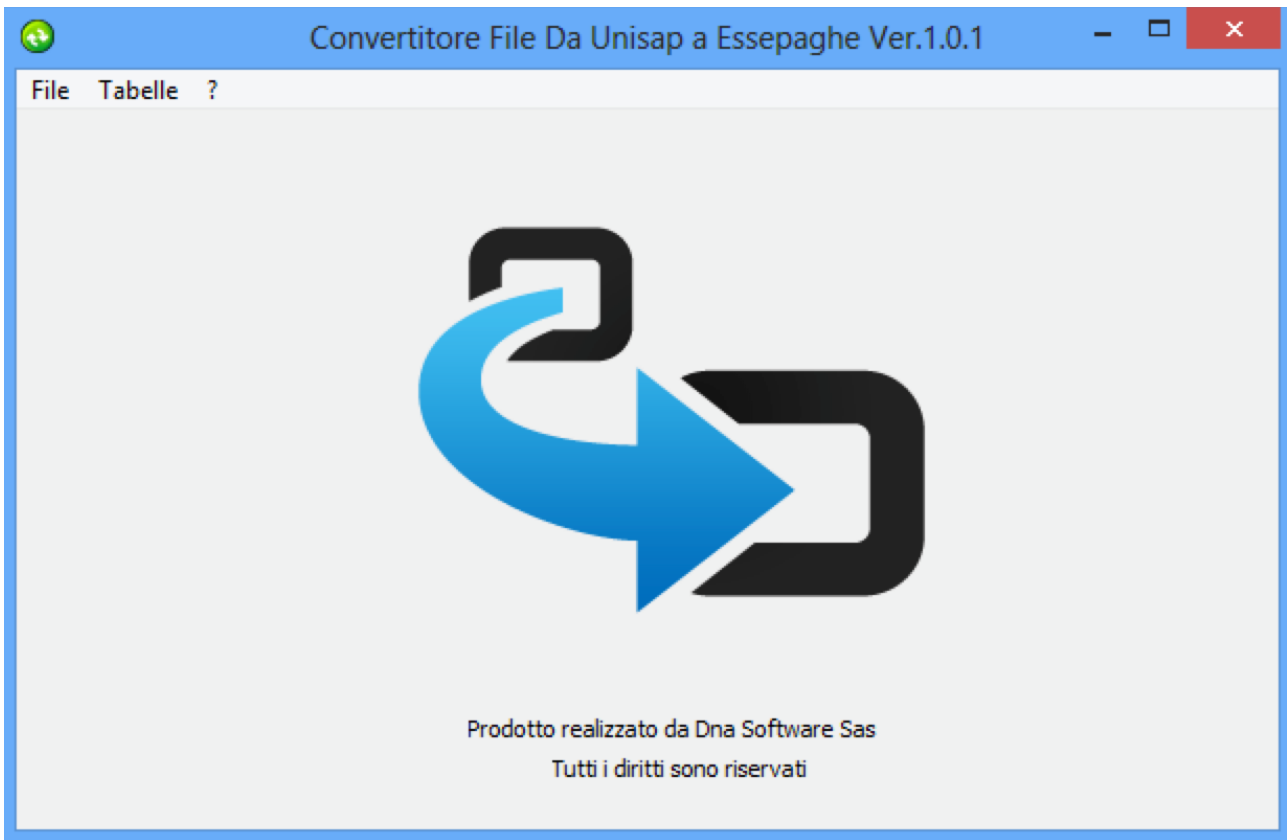 Convertitore File Da Unisap a Essepaghe Ver.1.0.1
File Tabelle ?
Prodotto realizzato da Dna Software Sas
Tutti i diritti sono riservati